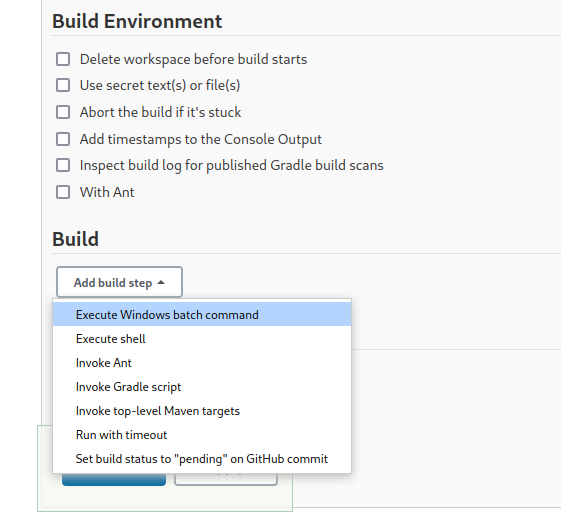 Build Environment
Delete workspace before build starts
Use secret text(s) or file(s)
Abort the build if it's stuck
Add timestamps to the Console Output
Inspect build log for published Gradle build scans
With Ant
Build
Add build step
Execute Windows batch command
Execute shell
Invoke Ant
Invoke Gradle script
Invoke top-level Maven targets
Run with timeout
Set build status to "pending" on GitHub commit